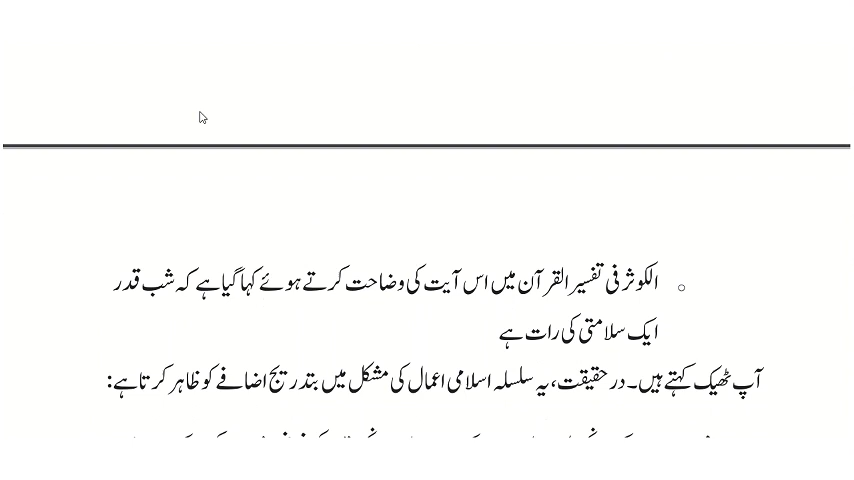 الکوثر فی تفسیر القرآن میں اس آیت کی وضاحت کرتے ہوئے کہا گیا ہے کہ شب قدر
ایک سلامتی کی رات ہے
آپ ٹھیک کہتے ہیں۔ در حقیقت، یہ سلسلہ اسلامی اعمال کی مشکل میں بتدریج اضافے کو ظاہر کرتا ہے: